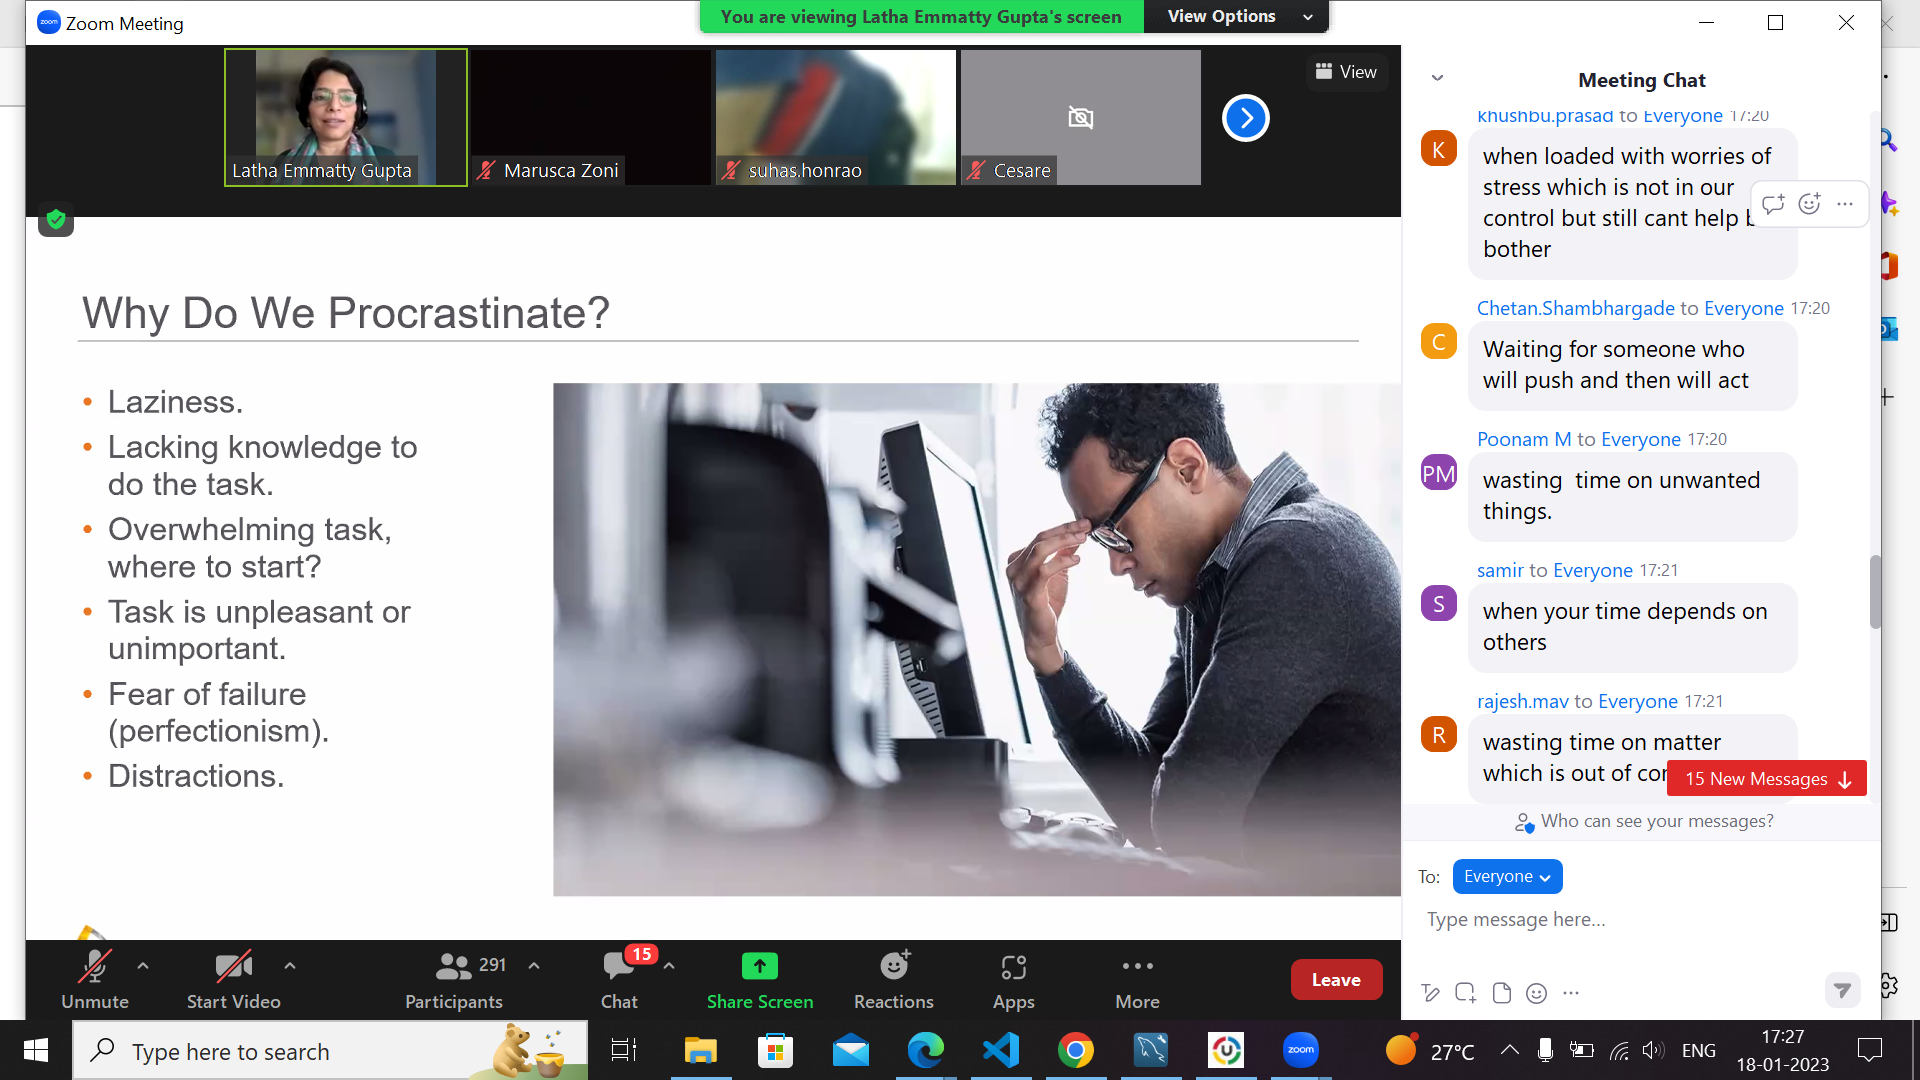 zoom Zoom Meeting
You are viewing Latha Emmatty Gupta's screen
View Options
View
Latha Emmatty Gupta
Marusca Zoni
suhas.honrao
Cesare
Why Do We Procrastinate?
• Laziness.
• Lacking knowledge to
do the task.
• Overwhelming task,
where to start?
• Task is unpleasant or
unimportant.
• Fear of failure
(perfectionism).
• Distractions.
Meeting Chat
khushbu.prasad to Everyone 17:20
K
when loaded with worries of
stress which is not in our
control but still cant help
bother
Chetan.Shambhargade to Everyone 17:20
C
Waiting for someone who
will push and then will act
Poonam M to Everyone 17:20
PM
wasting  time on unwanted
things.
samir to Everyone 17:21
S
when your time depends on
others
rajesh.mav to Everyone 17:21
R
wasting time on matter
which is out of
15 New Messages
Who can see your messages?
To: Everyone
Type message here...
Unmute
Start Video
291
Participants
15
Chat
Share Screen
Reactions
Apps
More
Leave
Type here to search
zoom
27°C
ENG
17:27
18-01-2023